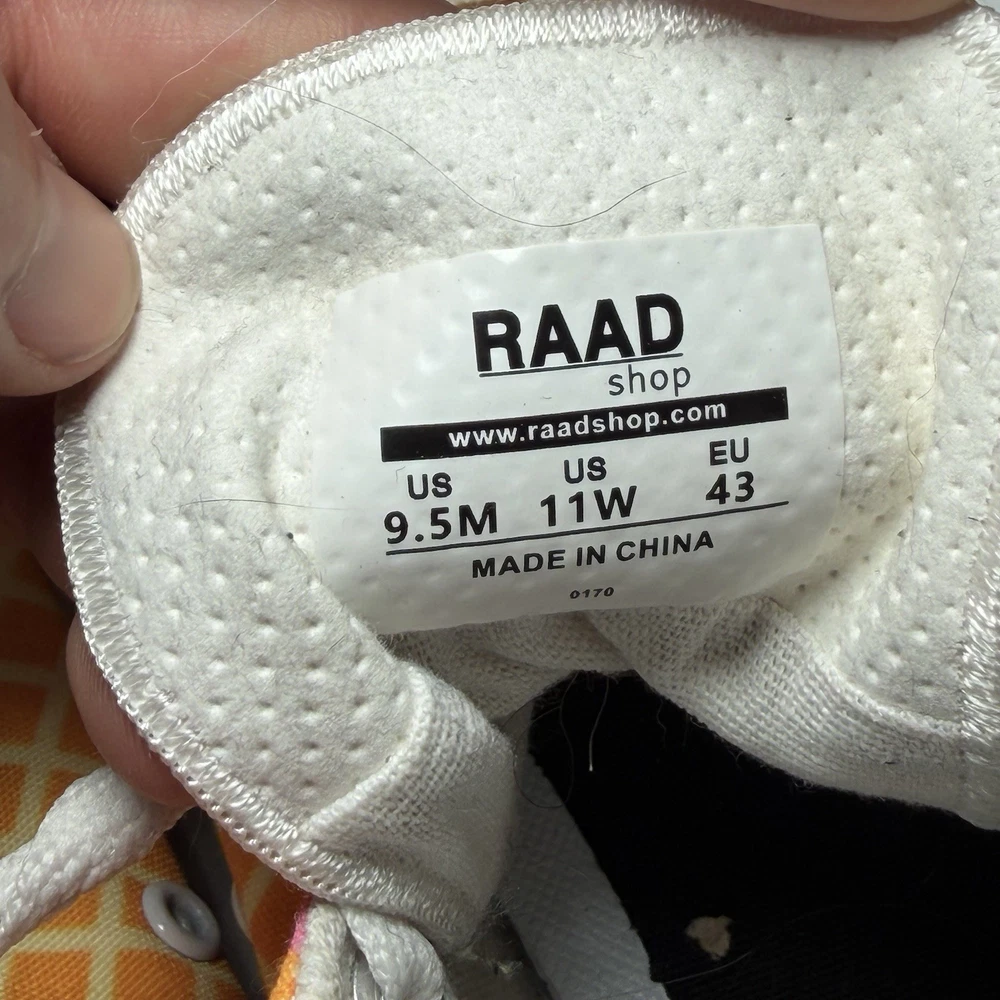 RAAD
shop
www.raadshop.com
US US EU
9.5M 11W 43
MADE IN CHINA
0170